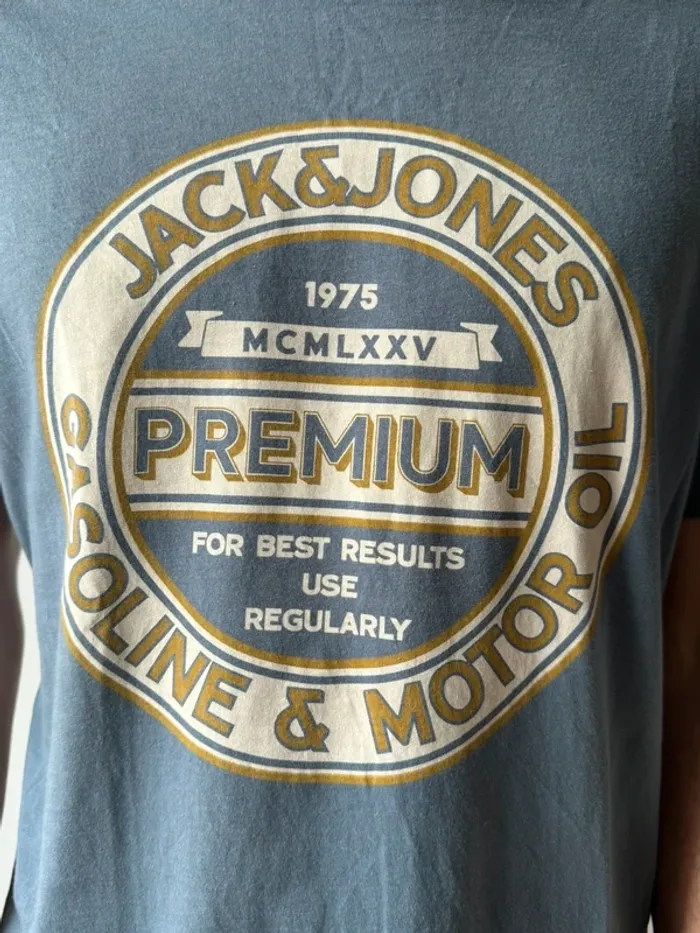 JACK&JONES
1975
MCMLXXV
PREMIUM
FOR BEST RESULTS
USE
REGULARLY
GASOLINE & MOTOR OIL